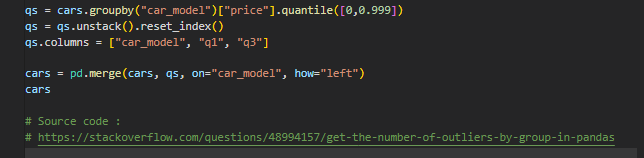 qs = cars.groupby("car_model")["price"].quantile([0,0.999])
qs = qs.unstack().reset_index()
qs.columns = ["car_model", "q1", "q3"]
cars = pd.merge(cars, qs, on="car_model", how="left")
cars
# Source code :
# https://stackoverflow.com/questions/48994157/get-the-number-of-outliers-by-group-in-pandas